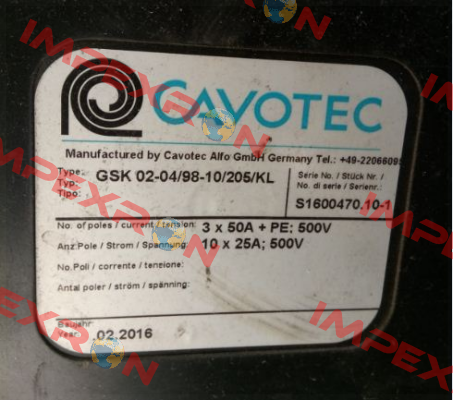 CAVOTEC
Manufactured by Cavotec Alfo GmbH Germany Tel.: +49-22066095
Type:
Typ: GSK 02-04/98-10/205/KL
Tipo:
Serie No. / Stück Nr. /
No. di serie / Serienr.:
S1600470.10-1
No. of poles / current / tension: 3 x 50A + PE; 500V
Anz.Pole / Strom / Spannung: 10 x 25A; 500V
No.Poli / corrente / tenzione:
Antal poler / ström / spänning:
Baujahr
Year: 02.2016
IMPEXRON
IMPEXRON
IMPEXRON